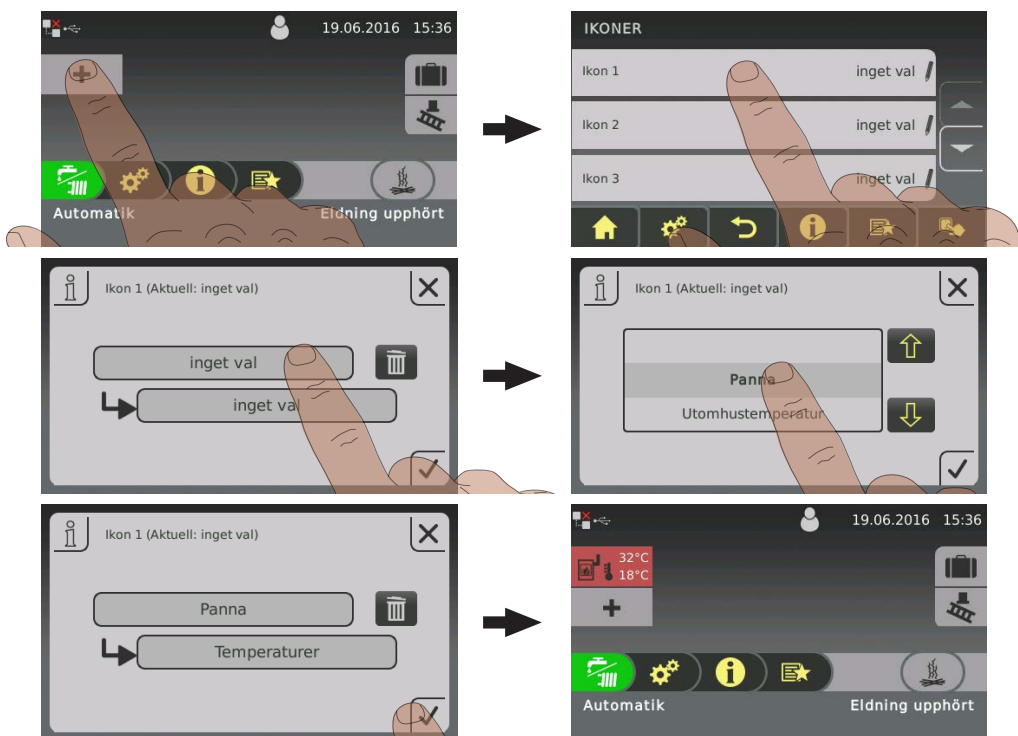 19.06.2016 15:36
Automatik
Eldning upphört
IKONER
Ikon 1 inget val
Ikon 2 inget val
Ikon 3 inget val
Ikon 1 (Aktuell: inget val)
inget val
inget val
Ikon 1 (Aktuell: inget val)
Panna
Utomhustemperatur
Ikon 1 (Aktuell: inget val)
Panna
Temperaturer
19.06.2016 15:36
32°C
18°C
Automatik
Eldning upphört